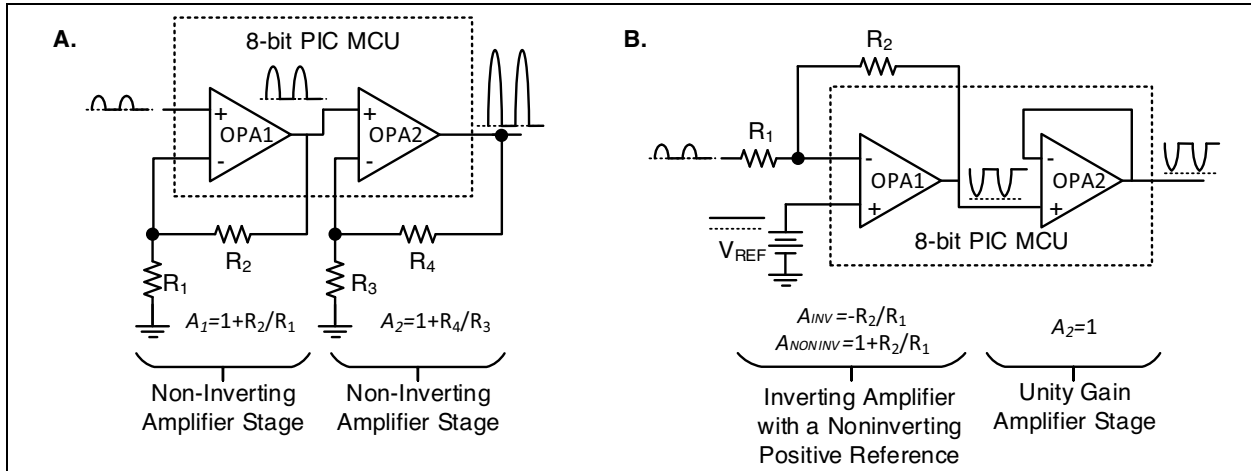 A.
8-bit PIC MCU
+
OPA1
-
+
OPA2
-
R2
R4
R1
R3
A1=1+R2/R1
A2=1+R4/R3
Non-Inverting
Amplifier Stage
Non-Inverting
Amplifier Stage
B.
R2
R1
-
OPA1
+
-
OPA2
+
VREF
8-bit PIC MCU
AINV=-R2/R1
ANONINV=1+R2/R1
A2=1
Inverting Amplifier
with a Noninverting
Positive Reference
Unity Gain
Amplifier Stage